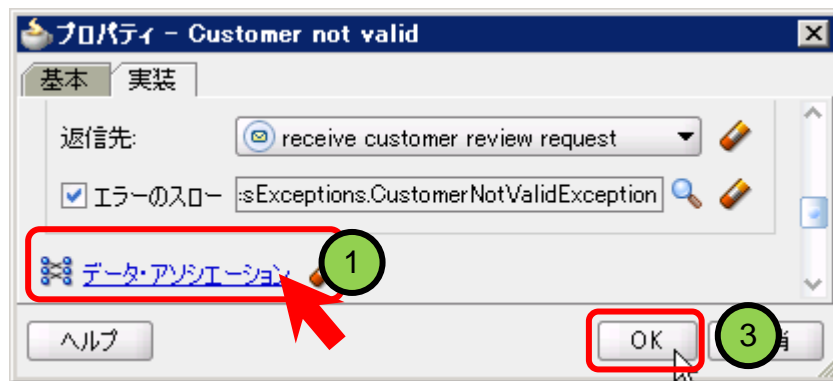 プロパティ - Customer not valid
基本 実装
返信先: receive customer review request
エラーのスロー sExceptions.CustomerNotValidException
データ・アソシエーション 1
ヘルプ OK 3 消